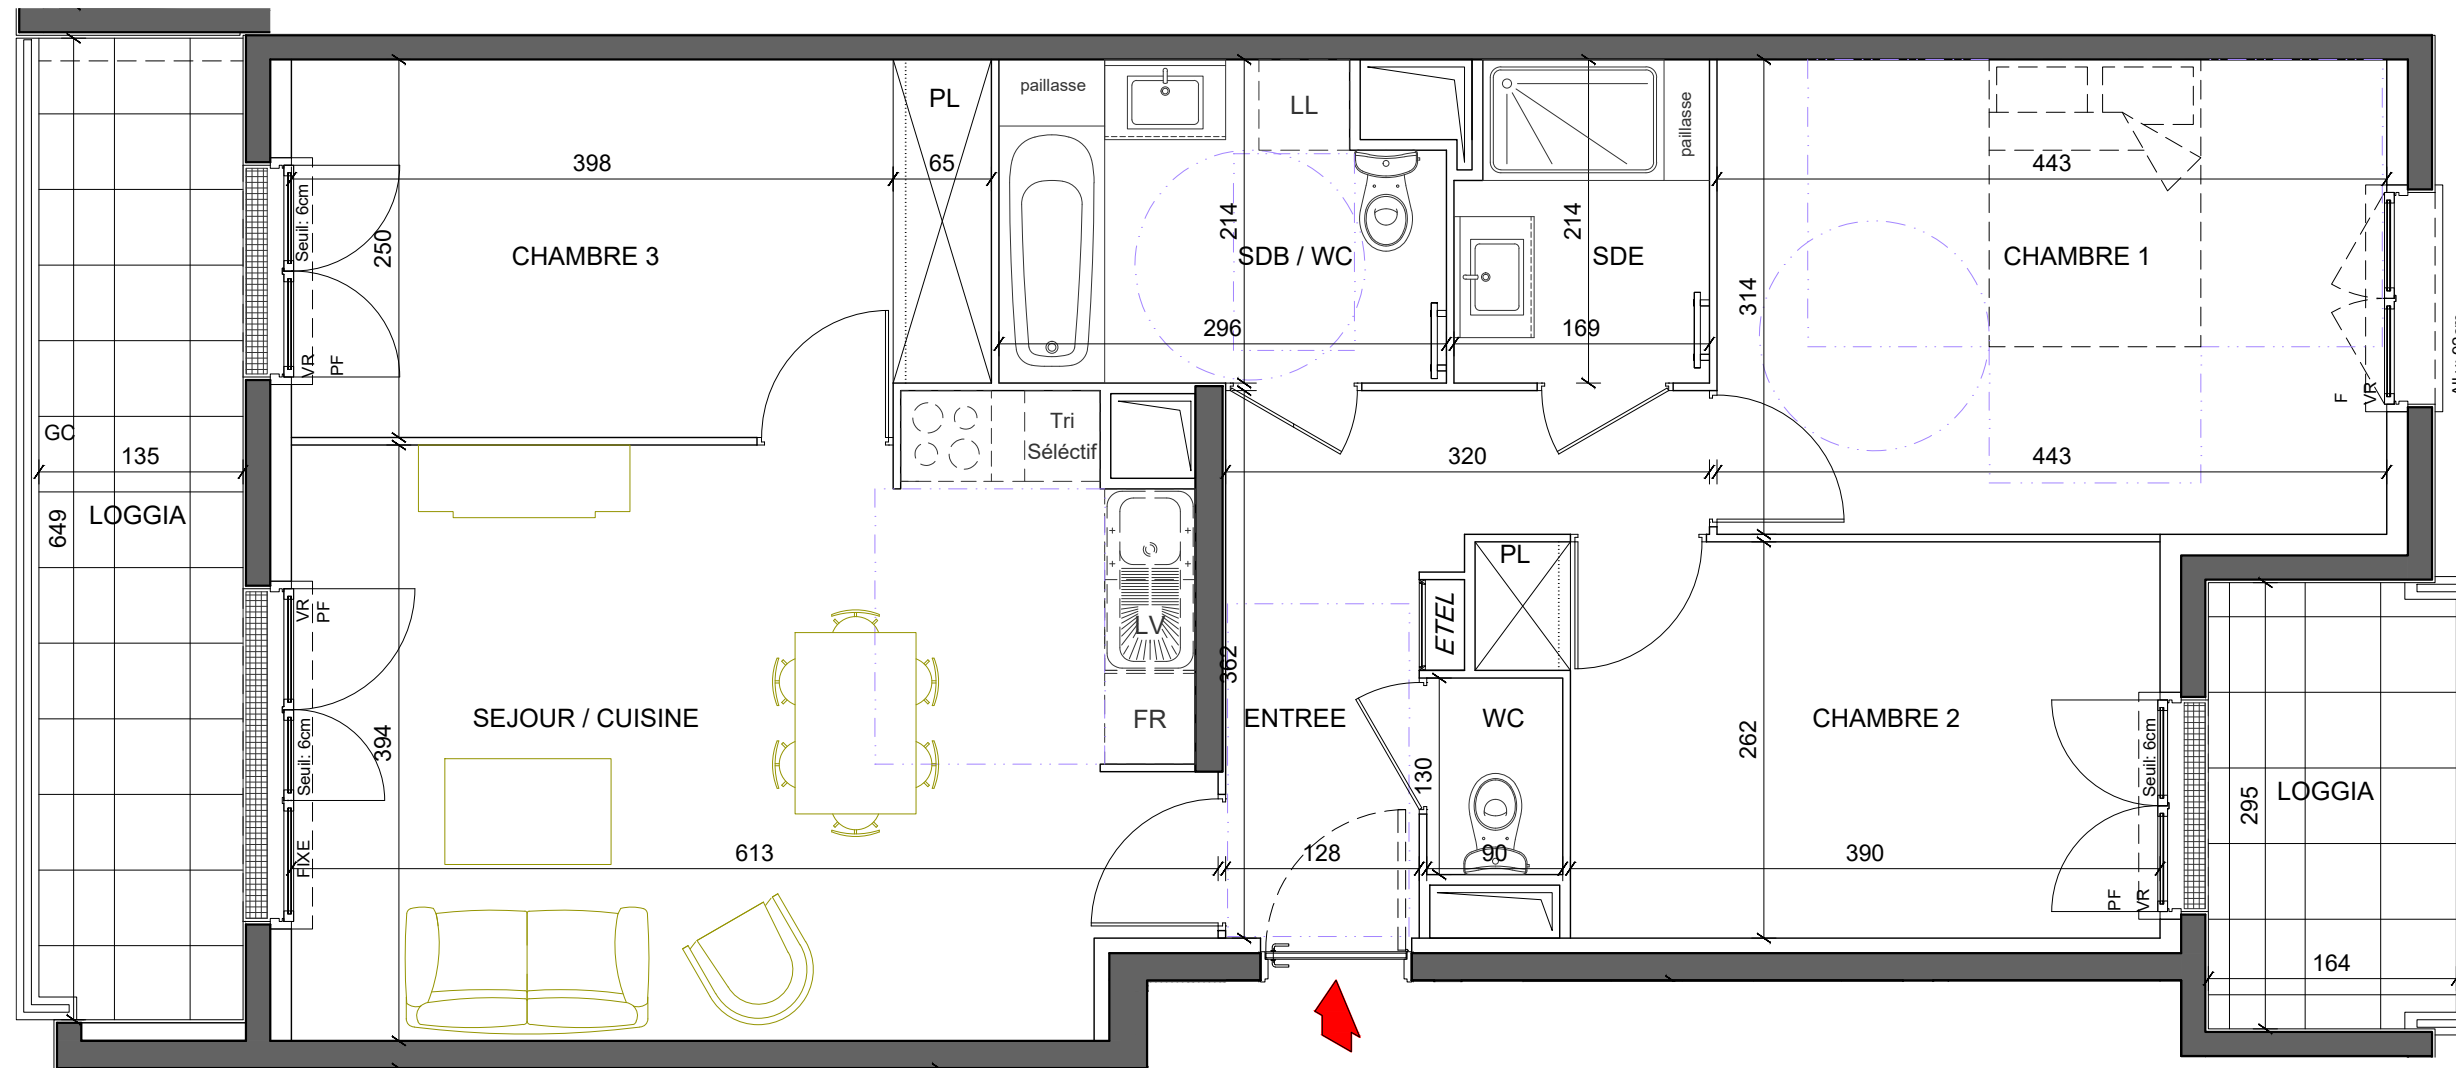 paillasse
PL
LL
paillasse
398
65
443
Seuil: 6cm
250
214
214
CHAMBRE 3
SDB / WC
SDE
CHAMBRE 1
314
296
169
VR
PF
F
VR
GC
Tri
Séléctif
135
320
443
LOGGIA
649
PL
VR
PF
LV
ETEL
362
SEJOUR / CUISINE
FR
ENTREE
WC
CHAMBRE 2
394
Seuil: 6cm
262
130
Seuil: 6cm
LOGGIA
295
FIXE
613
128
90
390
PF
VR
164